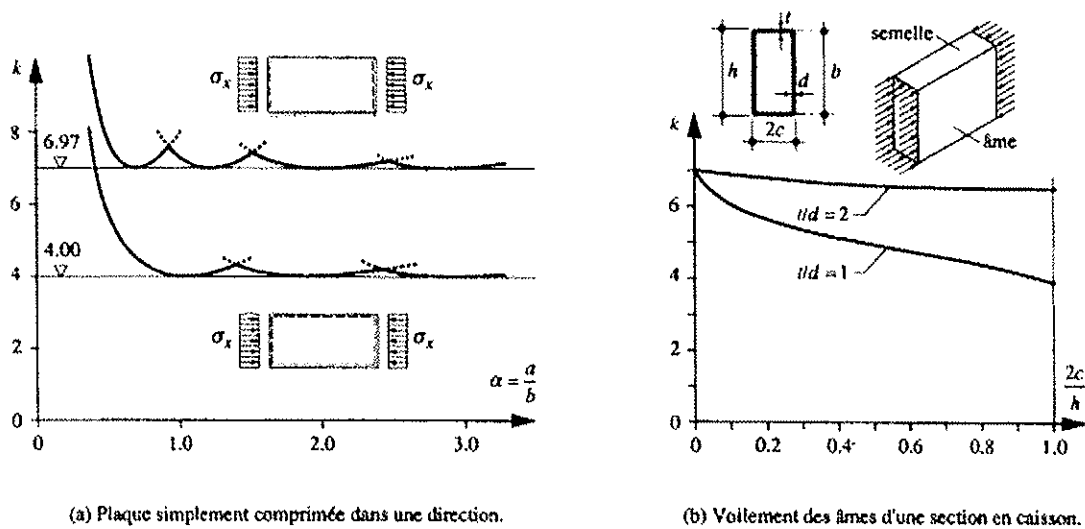 k
8
6.97
6
4.00
4
2
0
σx
σx
σx
σx
α = a/b
0
1.0
2.0
3.0
(a) Plaque simplement comprimée dans une direction.
t
h
d
b
2c
semelle
âme
k
6
4
2
0
t/d = 2
t/d = 1
2c/h
0
0.2
0.4
0.6
0.8
1.0
(b) Voilement des âmes d'une section en caisson.